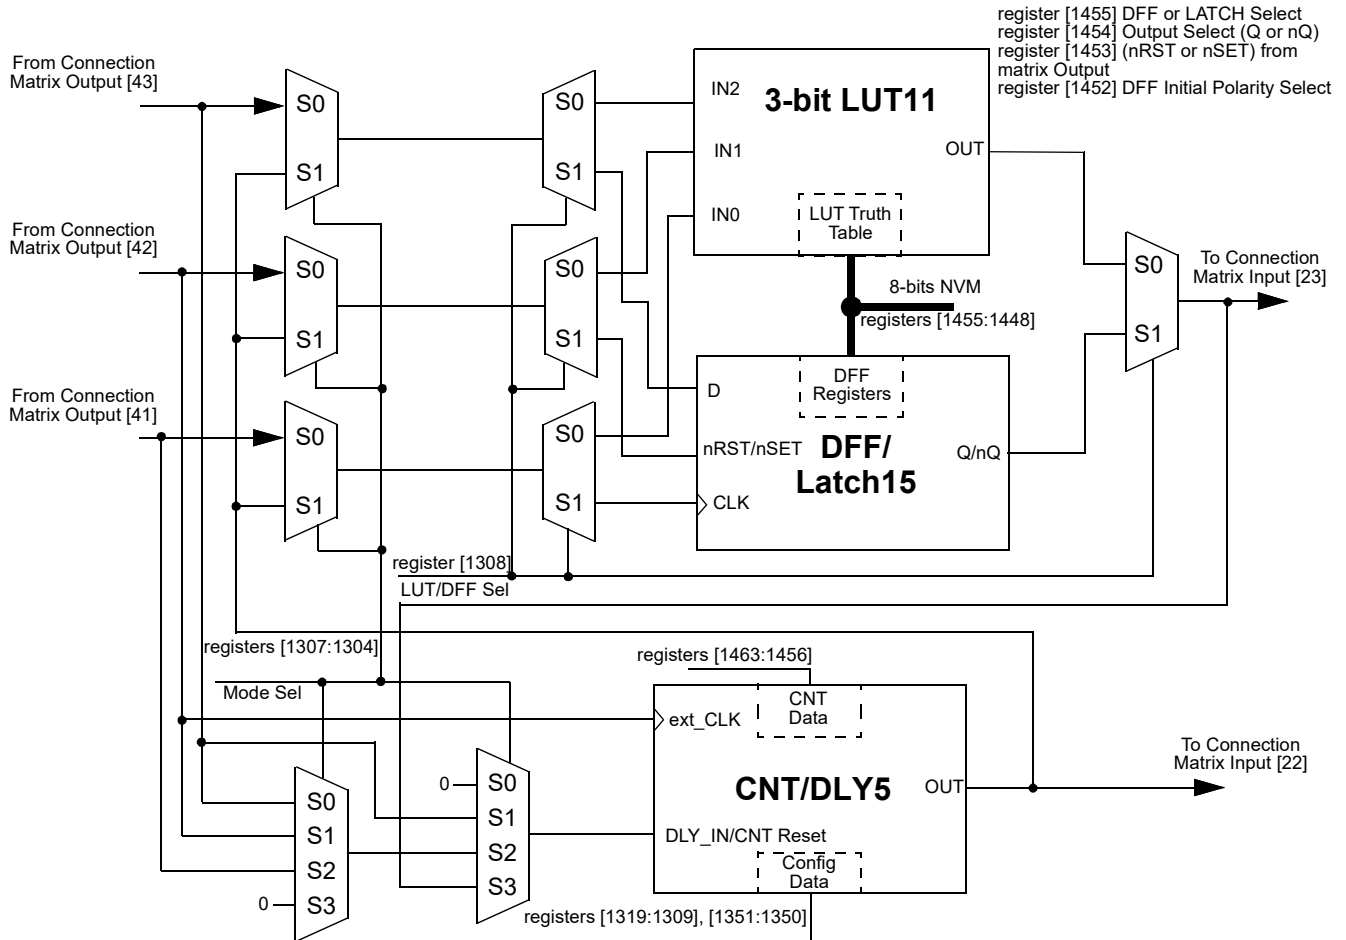 register [1455] DFF or LATCH Select
register [1454] Output Select (Q or nQ)
register [1453] (nRST or nSET) from
matrix Output
register [1452] DFF Initial Polarity Select
From Connection
Matrix Output [43]
S0
S1
S0
S1
IN2
IN1
IN0
3-bit LUT11
OUT
LUT Truth
Table
From Connection
Matrix Output [42]
S0
S1
S0
S1
8-bits NVM
registers [1455:1448]
S0
S1
To Connection
Matrix Input [23]
From Connection
Matrix Output [41]
S0
S1
S0
S1
D
nRST/nSET
CLK
DFF
Registers
DFF/
Latch15
Q/nQ
register [1308]
LUT/DFF Sel
registers [1307:1304]
Mode Sel
registers [1463:1456]
CNT
Data
ext_CLK
CNT/DLY5
OUT
To Connection
Matrix Input [22]
DLY_IN/CNT Reset
Config
Data
0
S0
S1
S2
S3
S0
S1
S2
0
S3
registers [1319:1309], [1351:1350]